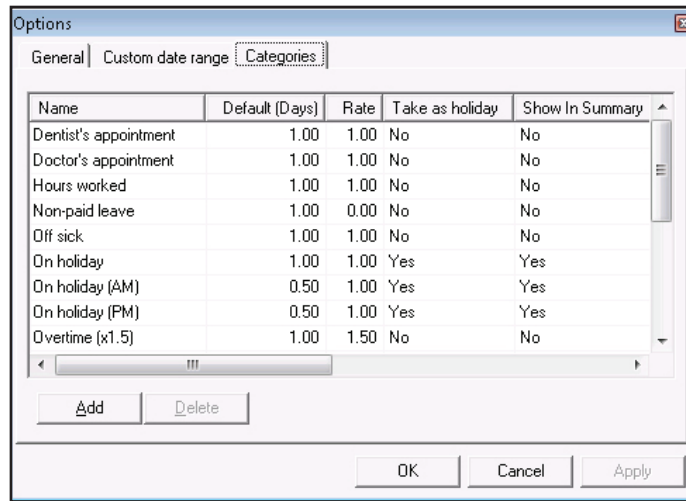 Options
General Custom date range Categories
Name Default (Days) Rate Take as holiday Show In Summary
Dentist's appointment 1.00 1.00 No No
Doctor's appointment 1.00 1.00 No No
Hours worked 1.00 1.00 No No
Non-paid leave 1.00 0.00 No No
Off sick 1.00 1.00 No No
On holiday 1.00 1.00 Yes Yes
On holiday (AM) 0.50 1.00 Yes Yes
On holiday (PM) 0.50 1.00 Yes Yes
Overtime (x1.5) 1.00 1.50 No No
Add Delete
OK Cancel Apply